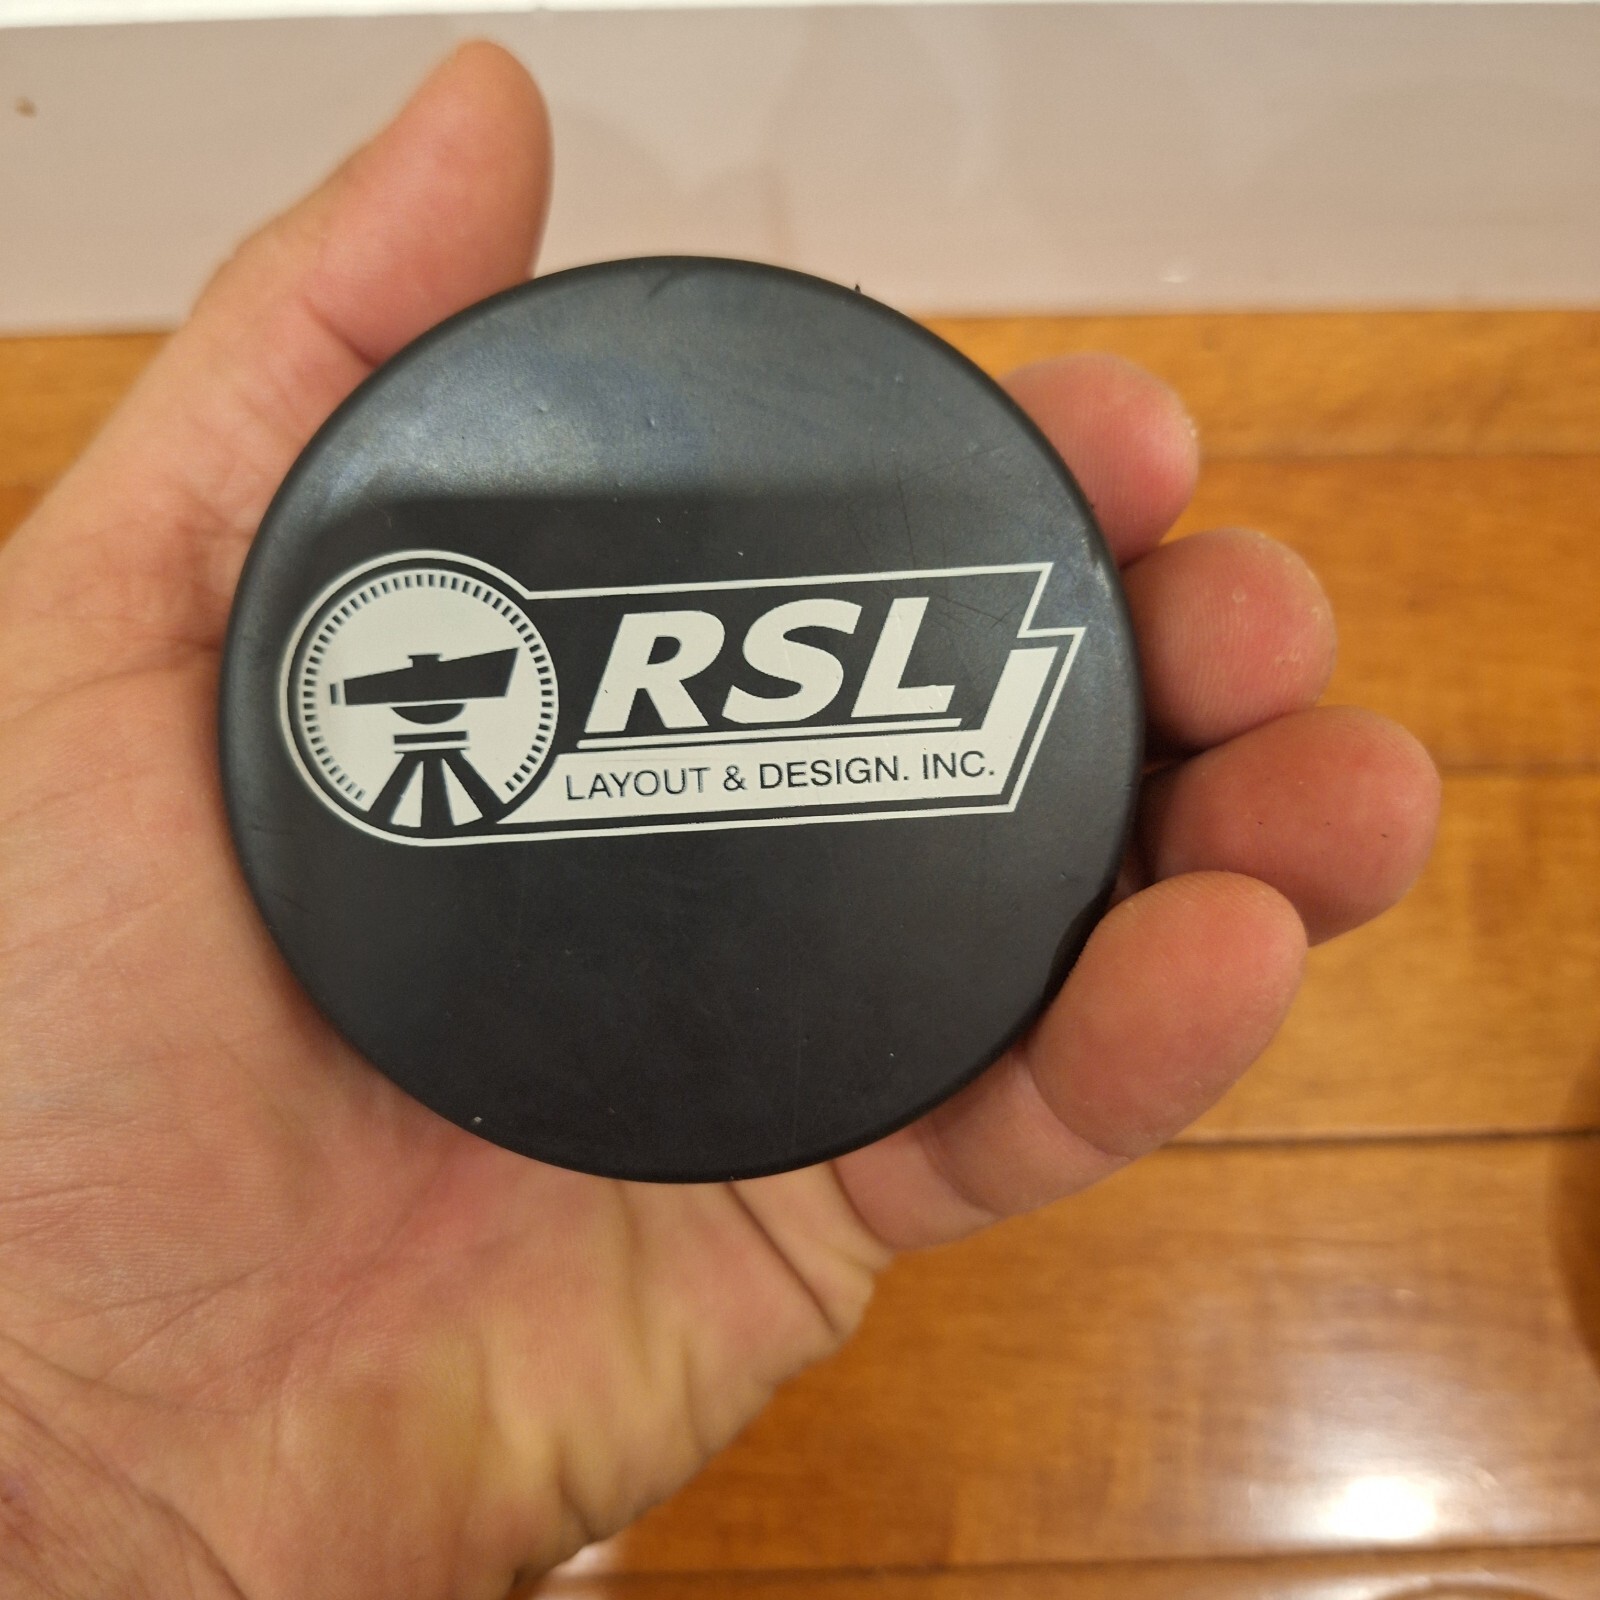 RSL
LAYOUT & DESIGN. INC.